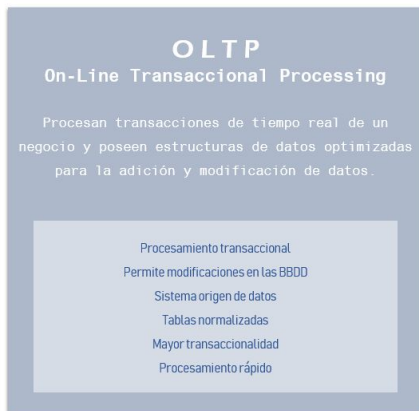 OLTP
On-Line Transaccional Processing
Procesan transacciones de tiempo real de un
negocio y poseen estructuras de datos optimizadas
para la adición y modificación de datos.
Procesamiento transaccional
Permite modificaciones en las BBDD
Sistema origen de datos
Tablas normalizadas
Mayor transaccionalidad
Procesamiento rápido